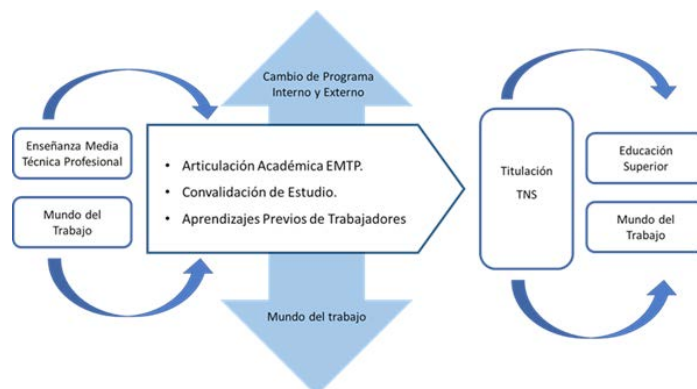 Cambio de Programa
Interno y Externo
Enseñanza Media
Técnica Profesional
Mundo del
Trabajo
• Articulación Académica EMTP.
• Convalidación de Estudio.
• Aprendizajes Previos de Trabajadores
Mundo del trabajo
Titulación
TNS
Educación
Superior
Mundo del
Trabajo